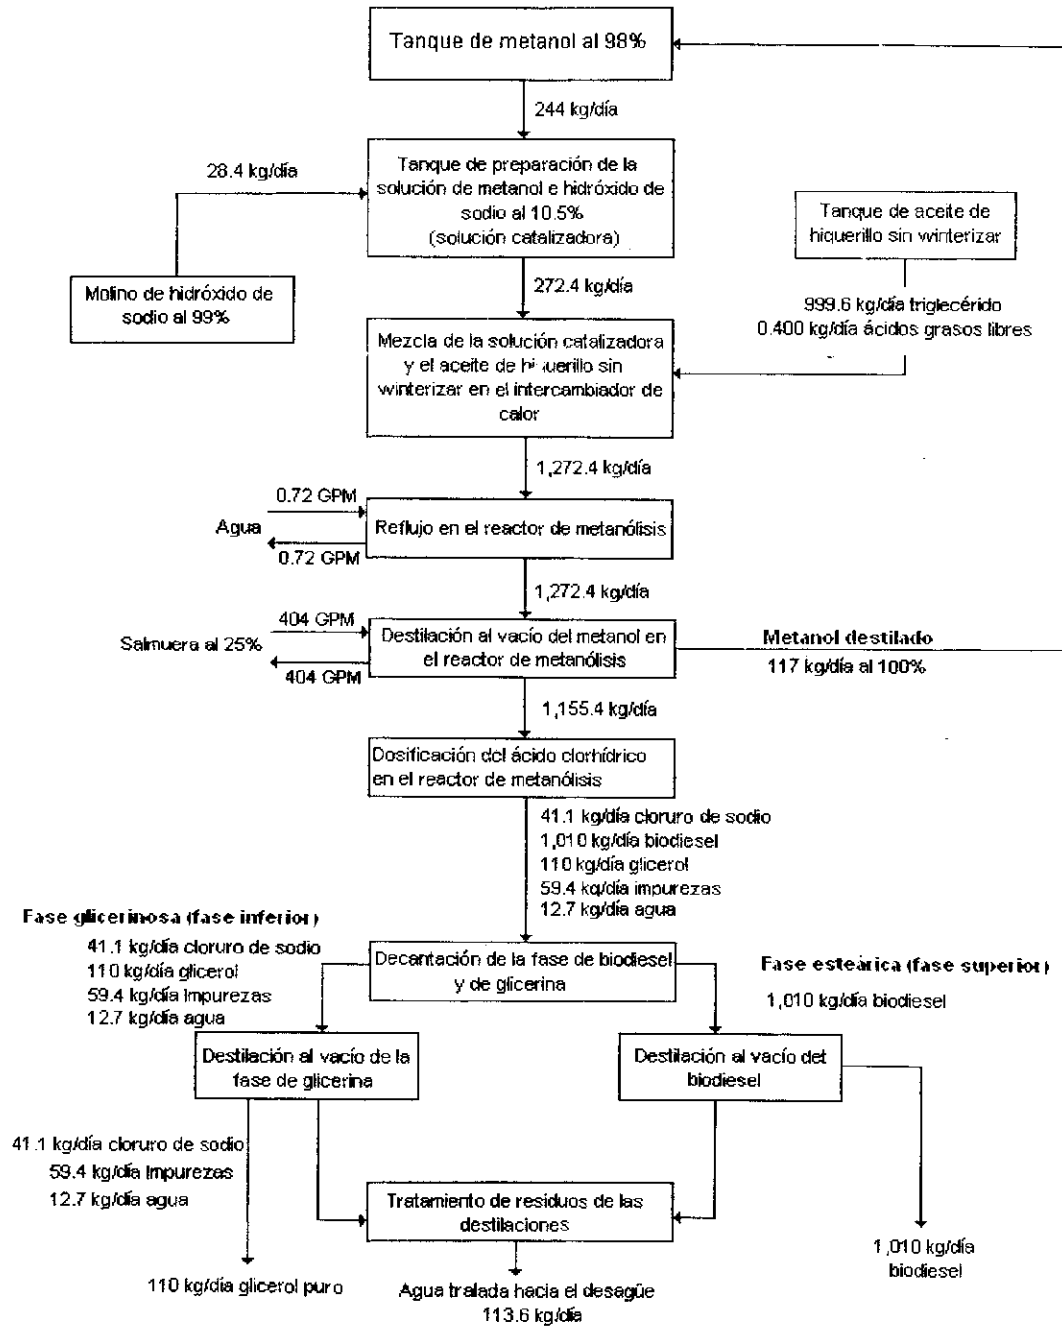 Tanque de metanol al 98%
244 kg/día
28.4 kg/día
Tanque de preparación de la
solución de metanol e hidróxido de
sodio al 10.5%
(solución catalizadora)
Tanque de aceite de
hiquerillo sin winterizar
Molino de hidróxido de
sodio al 99%
272.4 kg/día
999.6 kg/día triglecérido
0.400 kg/día ácidos grasos libres
Mezcla de la solución catalizadora
y el aceite de higuerillo sin
winterizar en el intercambiador de
calor
1,272.4 kg/día
0.72 GPM
Agua
0.72 GPM
Reflujo en el reactor de metanólisis
1,272.4 kg/día
404 GPM
Salmuera al 25%
404 GPM
Destilación al vacío del metanol en
el reactor de metanólisis
Metanol destilado
117 kg/día al 100%
1,155.4 kg/día
Dosificación del ácido clorhídrico
en el reactor de metanólisis
41.1 kg/día cloruro de sodio
1,010 kg/día biodiesel
110 kg/día glicerol
59.4 kg/día impurezas
12.7 kg/día agua
Fase glicerinosa (fase inferior)
41.1 kg/día cloruro de sodio
110 kg/día glicerol
59.4 kg/día Impurezas
12.7 kg/día agua
Decantación de la fase de biodiesel
y de glicerina
Fase esteárica (fase superior)
1,010 kg/día biodiesel
Destilación al vacío de la
fase de glicerina
Destilación al vacío del
biodiesel
41.1 kg/día cloruro de sodio
59.4 kg/día Impurezas
12.7 kg/día agua
Tratamiento de residuos de las
destilaciones
110 kg/día glicerol puro
Agua tralada hacia el desagüe
113.6 kg/día
1,010 kg/día
biodiesel